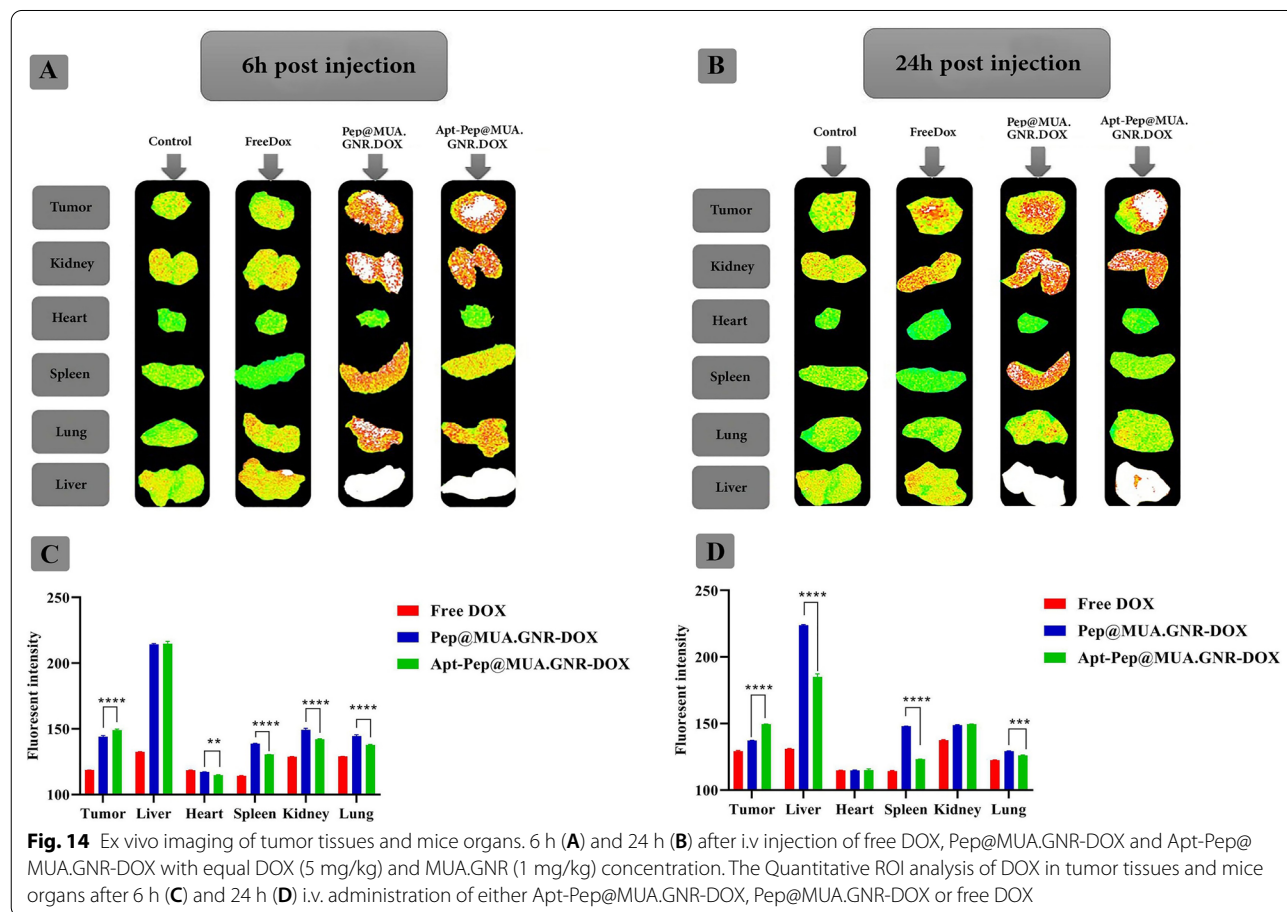 A
6h post injection
Control
FreeDox
Pep@MUA.
GNR.DOX
Apt-Pep@MUA.
GNR.DOX
Tumor
Kidney
Heart
Spleen
Lung
Liver
B
24h post injection
Control
FreeDox
Pep@MUA.
GNR.DOX
Apt-Pep@MUA.
GNR.DOX
Tumor
Kidney
Heart
Spleen
Lung
Liver
C
Fluoresent intensity
250
200
150
100
****
**
****
****
****
Tumor Liver Heart Spleen Kidney Lung
Free DOX
Pep@MUA.GNR-DOX
Apt-Pep@MUA.GNR-DOX
D
Fluoresent intensity
250
200
150
100
****
****
****
***
Tumor Liver Heart Spleen Kidney Lung
Free DOX
Pep@MUA.GNR-DOX
Apt-Pep@MUA.GNR-DOX
Fig. 14 Ex vivo imaging of tumor tissues and mice organs. 6 h (A) and 24 h (B) after i.v injection of free DOX, Pep@MUA.GNR-DOX and Apt-Pep@
MUA.GNR-DOX with equal DOX (5 mg/kg) and MUA.GNR (1 mg/kg) concentration. The Quantitative ROI analysis of DOX in tumor tissues and mice
organs after 6 h (C) and 24 h (D) i.v. administration of either Apt-Pep@MUA.GNR-DOX, Pep@MUA.GNR-DOX or free DOX